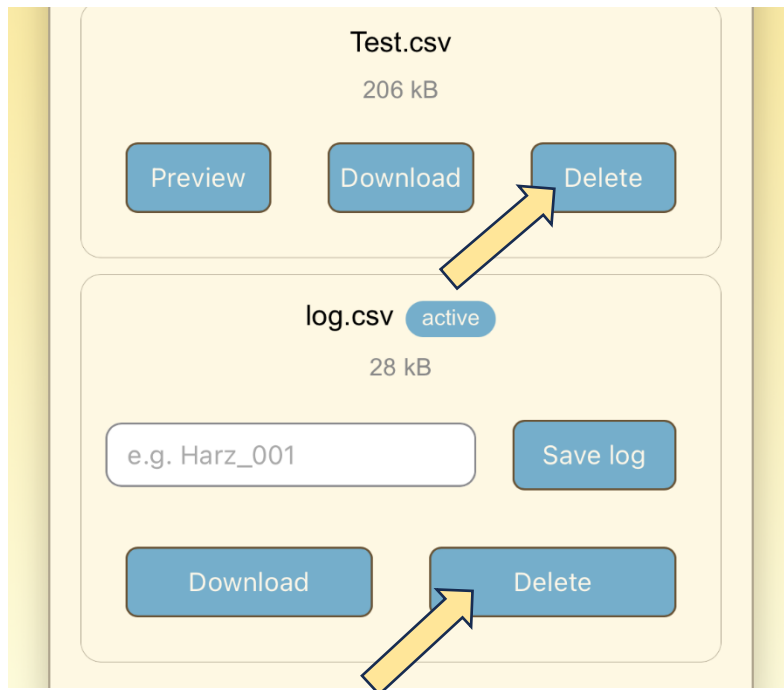 Test.csv
206 kB
Preview Download Delete
log.csv active
28 kB
e.g. Harz_001 Save log
Download Delete